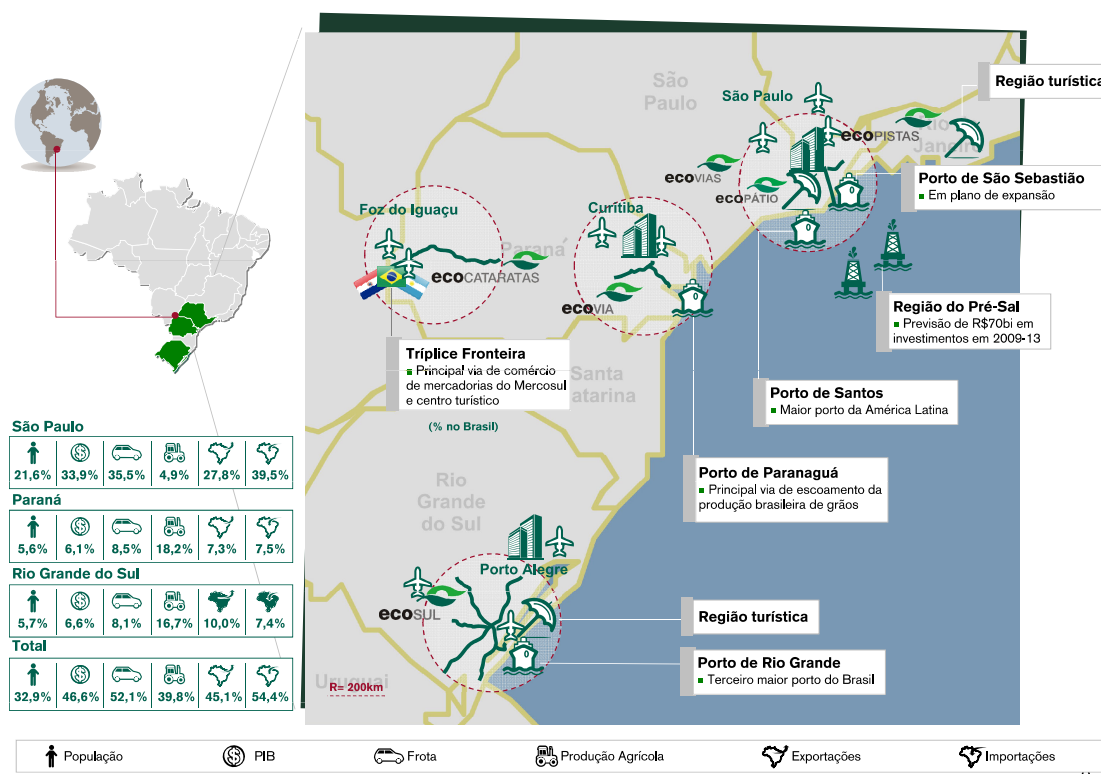 São
Paulo
São Paulo
Região turística
ecoPISTAS
Rio
Janeiro
ecoVIAS
ecoPÁTIO
Porto de São Sebastião
Em plano de expansão
Foz do Iguaçu
Curitiba
Paraná
ecoCATARATAS
ecoVIA
Região do Pré-Sal
Previsão de R$70bi em
investimentos em 2009-13
Tríplice Fronteira
Principal via de comércio
de mercadorias do Mercosul
e centro turístico
Santa
Catarina
Porto de Santos
Maior porto da América Latina
(% no Brasil)
São Paulo
21,6% 33,9% 35,5% 4,9% 27,8% 39,5%
Porto de Paranaguá
Principal via de escoamento da
produção brasileira de grãos
Rio
Grande
do Sul
Paraná
5,6% 6,1% 8,5% 18,2% 7,3% 7,5%
Porto Alegre
Rio Grande do Sul
5,7% 6,6% 8,1% 16,7% 10,0% 7,4%
ecoSUL
Região turística
Total
32,9% 46,6% 52,1% 39,8% 45,1% 54,4%
Porto de Rio Grande
Terceiro maior porto do Brasil
Uruguai
R= 200km
População PIB Frota Produção Agrícola Exportações Importações